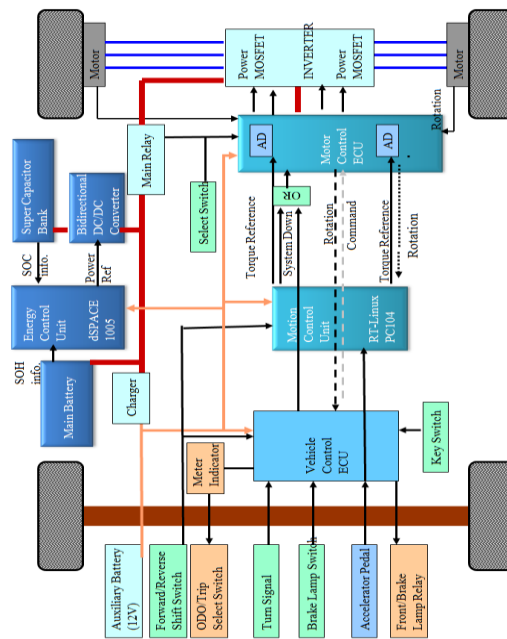 Motor
Power
MOSFET
INVERTER
Power
MOSFET
Motor
Super Capacitor
Bank
Bidirectional
DC/DC
Converter
Main Relay
Select Switch
AD
Motor
Control
ECU
AD
Rotation
SOC
info.
Power
Ref
Energy Control
Unit
dSPACE
1005
SOH
info
Main Battery
Charger
Torque Reference
System Down
OR
Rotation
Command
Torque Reference
Rotation
Motion Control
Unit
RT-Linux
PC104
Meter
Indicator
Vehicle
Control
ECU
Key Switch
Auxiliary Battery
(12V)
Forward/Reverse
Shift Switch
ODO/Trip
Select Switch
Turn Signal
Brake Lamp Switch
Accelerator Pedal
Front/Brake
Lamp Relay